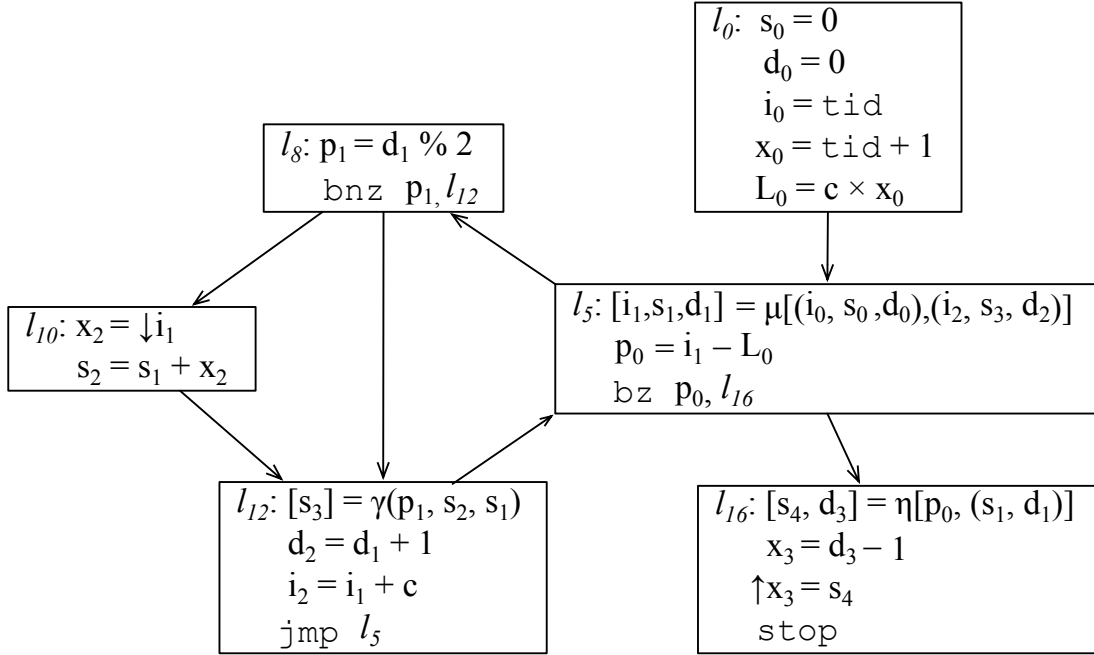 l₀: s₀ = 0
d₀ = 0
i₀ = tid
x₀ = tid + 1
L₀ = c × x₀
l₈: p₁ = d₁ % 2
bnz p₁, l₁₂
l₅: [i₁,s₁,d₁] = μ[(i₀, s₀ ,d₀),(i₂, s₃, d₂)]
p₀ = i₁ – L₀
bz p₀, l₁₆
l₁₀: x₂ = ↓i₁
s₂ = s₁ + x₂
l₁₂: [s₃] = γ(p₁, s₂, s₁)
d₂ = d₁ + 1
i₂ = i₁ + c
jmp l₅
l₁₆: [s₄, d₃] = η[p₀, (s₁, d₁)]
x₃ = d₃ – 1
↑x₃ = s₄
stop